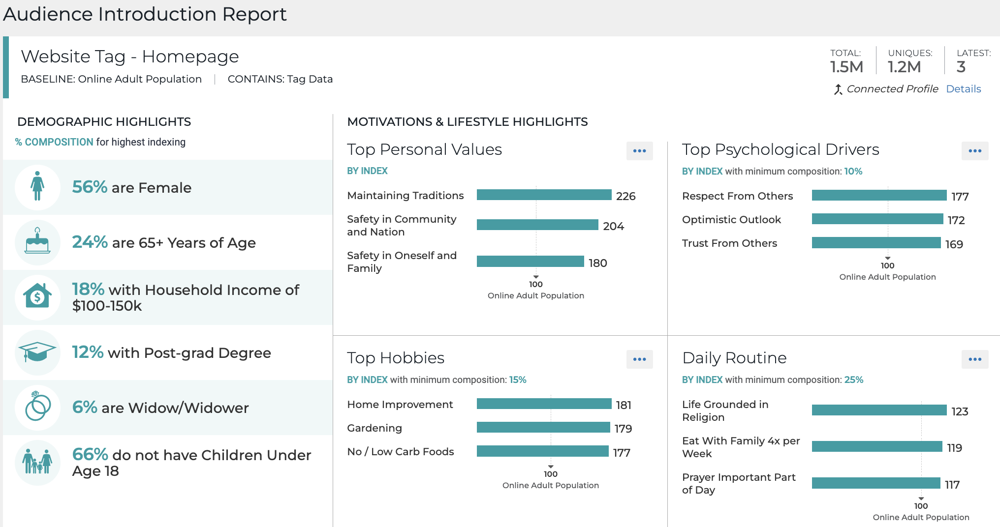 Audience Introduction Report
Website Tag - Homepage
BASELINE: Online Adult Population
CONTAINS: Tag Data
TOTAL:
1.5M
UNIQUES:
1.2M
LATEST:
3
Connected Profile Details
DEMOGRAPHIC HIGHLIGHTS
% COMPOSITION for highest indexing
56% are Female
24% are 65+ Years of Age
18% with Household Income of
$100-150k
12% with Post-grad Degree
6% are Widow/Widower
66% do not have Children Under
Age 18
MOTIVATIONS & LIFESTYLE HIGHLIGHTS
Top Personal Values
BY INDEX
Maintaining Traditions 226
Safety in Community
and Nation 204
Safety in Oneself and
Family 180
100
Online Adult Population
Top Psychological Drivers
BY INDEX with minimum composition: 10%
Respect From Others 177
Optimistic Outlook 172
Trust From Others 169
100
Online Adult Population
Top Hobbies
BY INDEX with minimum composition: 15%
Home Improvement 181
Gardening 179
No / Low Carb Foods 177
100
Online Adult Population
Daily Routine
BY INDEX with minimum composition: 25%
Life Grounded in
Religion 123
Eat With Family 4x per
Week 119
Prayer Important Part
of Day 117
100
Online Adult Population